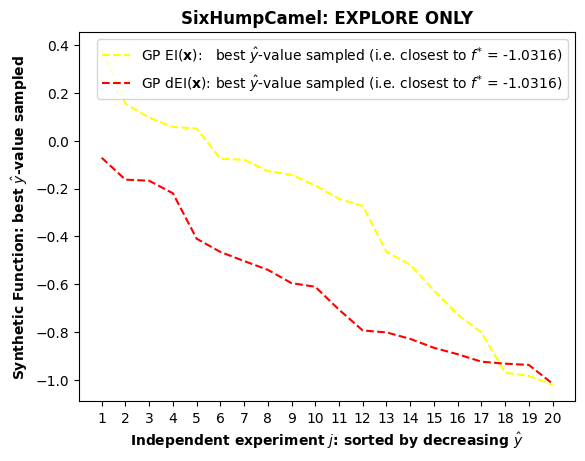 SixHumpCamel: EXPLORE ONLY
GP EI(x): best ŷ-value sampled (i.e. closest to f* = -1.0316)
GP dEI(x): best ŷ-value sampled (i.e. closest to f* = -1.0316)
Synthetic Function: best ŷ-value sampled
0.4
0.2
0.0
−0.2
−0.4
−0.6
−0.8
−1.0
1 2 3 4 5 6 7 8 9 10 11 12 13 14 15 16 17 18 19 20
Independent experiment j: sorted by decreasing ŷ